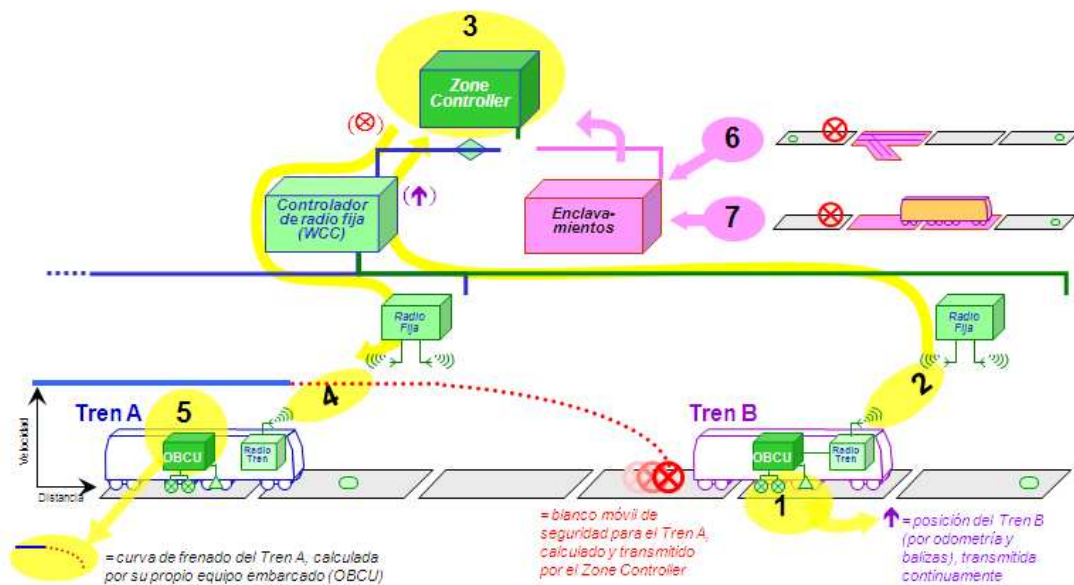 3
Zone
Controller
(⊗)
6
Controlador
de radio fija
(WCC)
(↑)
Enclava-
mientos
7
Radio
Fija
Radio
Fija
4
2
5
Tren A
Tren B
Velocidad
OBCU
Radio
Tren
OBCU
Radio
Tren
Distancia
1
= blanco móvil de
seguridad para el Tren A,
calculado y transmitido
por el Zone Controller
= posición del Tren B
(por odometría y
balizas), transmitida
continuamente
= curva de frenado del Tren A, calculada
por su propio equipo embarcado (OBCU)